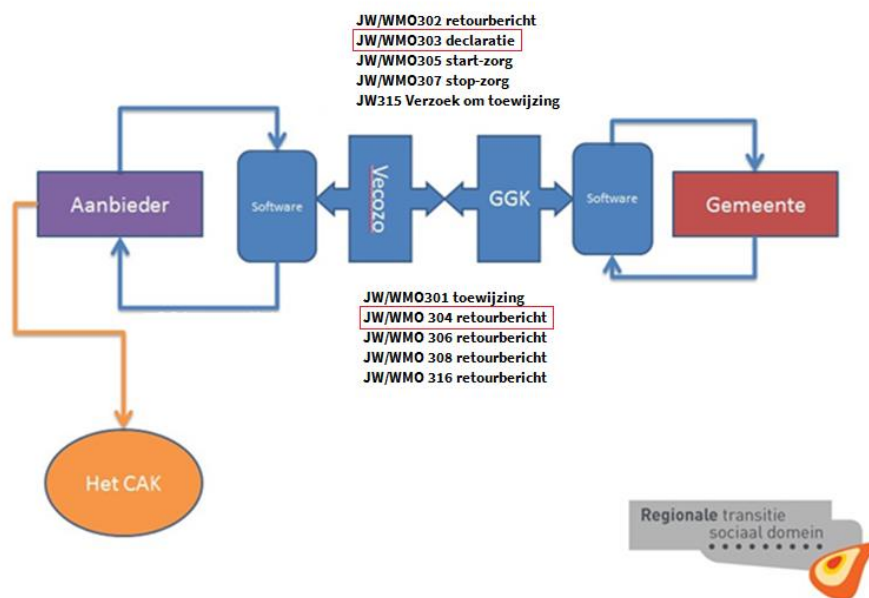 JW/WMO302 retourbericht
JW/WMO303 declaratie
JW/WMO305 start-zorg
JW/WMO307 stop-zorg
JW315 Verzoek om toewijzing
Aanbieder
Software
Vecozo
GGK
Software
Gemeente
JW/WMO301 toewijzing
JW/WMO 304 retourbericht
JW/WMO 306 retourbericht
JW/WMO 308 retourbericht
JW/WMO 316 retourbericht
Het CAK
Regionale transitie
sociaal domein